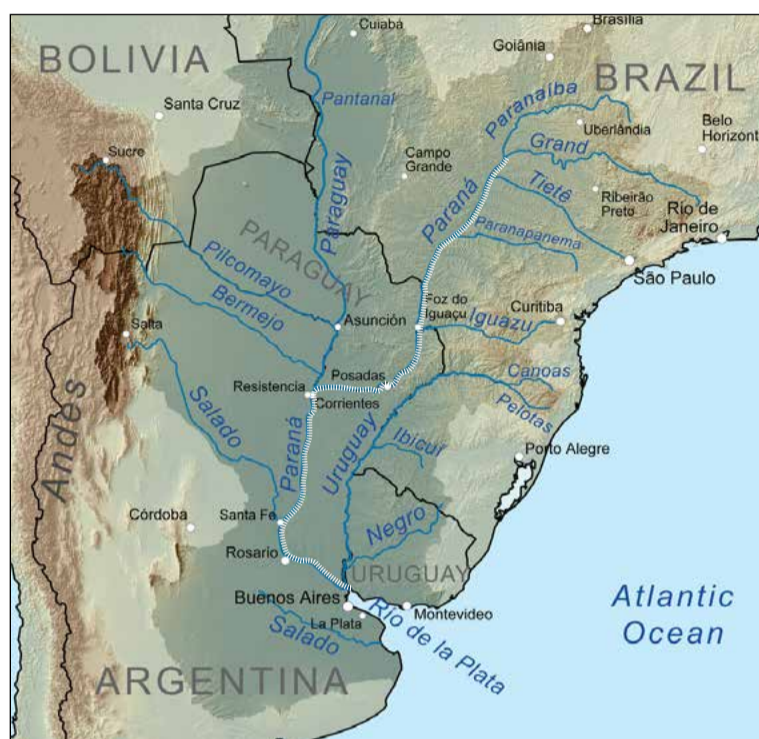 Cuiabá
Brasília
Goiânia
BOLIVIA
BRAZIL
Pantanal
Santa Cruz
Paranaíba
Uberlândia
Belo
Horizont
Grand
Sucre
Campo
Grande
Paraguay
Paraná
Tietê
Ribeirão
Preto
Rio de
Janeiro
Paranapanema
PARAGUAY
São Paulo
Pilcomayo
Bermejo
Foz do
Iguaçu
Curitiba
Asunción
Iguazu
Salta
Posadas
Canoas
Resistencia
Corrientes
Pelotas
Andes
Salado
Paraná
Uruguay
Ibicuí
Porto Alegre
Córdoba
Santa Fe
Negro
Rosario
URUGUAY
Buenos Aires
La Plata
Montevideo
Rio de la Plata
Atlantic
Ocean
Salado
ARGENTINA